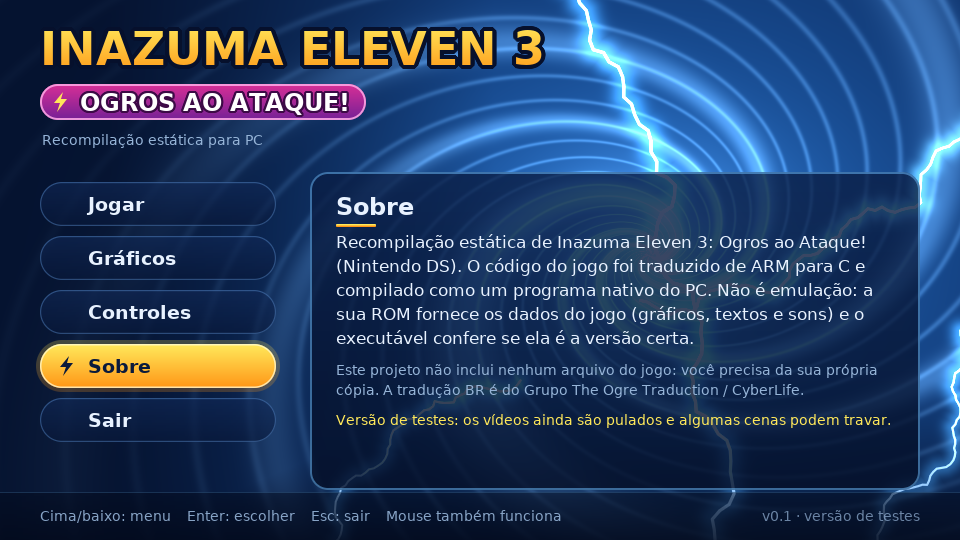 INAZUMA ELEVEN 3
OGROS AO ATAQUE!
Recompilação estática para PC
Jogar
Gráficos
Controles
Sobre
Sair
Sobre
Recompilação estática de Inazuma Eleven 3: Ogros ao Ataque!
(Nintendo DS). O código do jogo foi traduzido de ARM para C e
compilado como um programa nativo do PC. Não é emulação: a
sua ROM fornece os dados do jogo (gráficos, textos e sons) e o
executável confere se ela é a versão certa.
Este projeto não inclui nenhum arquivo do jogo: você precisa da sua própria
cópia. A tradução BR é do Grupo The Ogre Traduction / CyberLife.
Versão de testes: os vídeos ainda são pulados e algumas cenas podem travar.
Cima/baixo: menu Enter: escolher Esc: sair Mouse também funciona
v0.1 · versão de testes